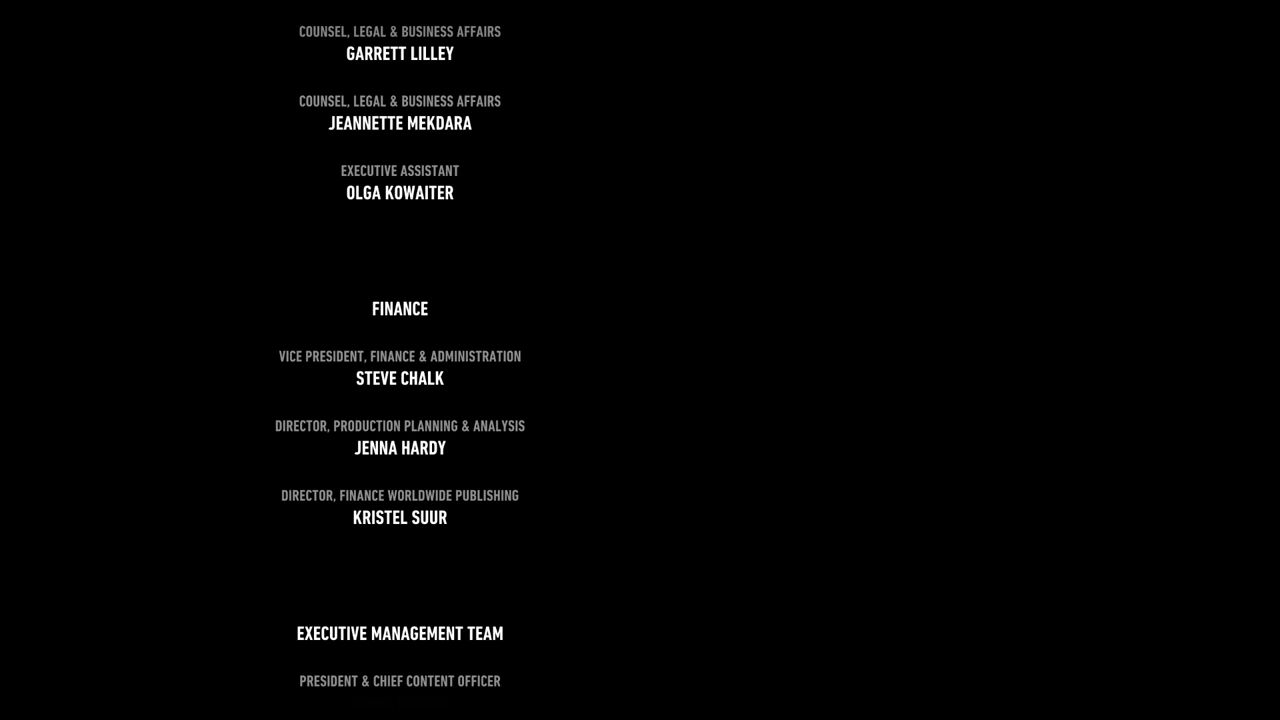 COUNSEL, LEGAL & BUSINESS AFFAIRS
GARRETT LILLEY
COUNSEL, LEGAL & BUSINESS AFFAIRS
JEANNETTE MEKDARA
EXECUTIVE ASSISTANT
OLGA KOWAITER
FINANCE
VICE PRESIDENT, FINANCE & ADMINISTRATION
STEVE CHALK
DIRECTOR, PRODUCTION PLANNING & ANALYSIS
JENNA HARDY
DIRECTOR, FINANCE WORLDWIDE PUBLISHING
KRISTEL SUUR
EXECUTIVE MANAGEMENT TEAM
PRESIDENT & CHIEF CONTENT OFFICER